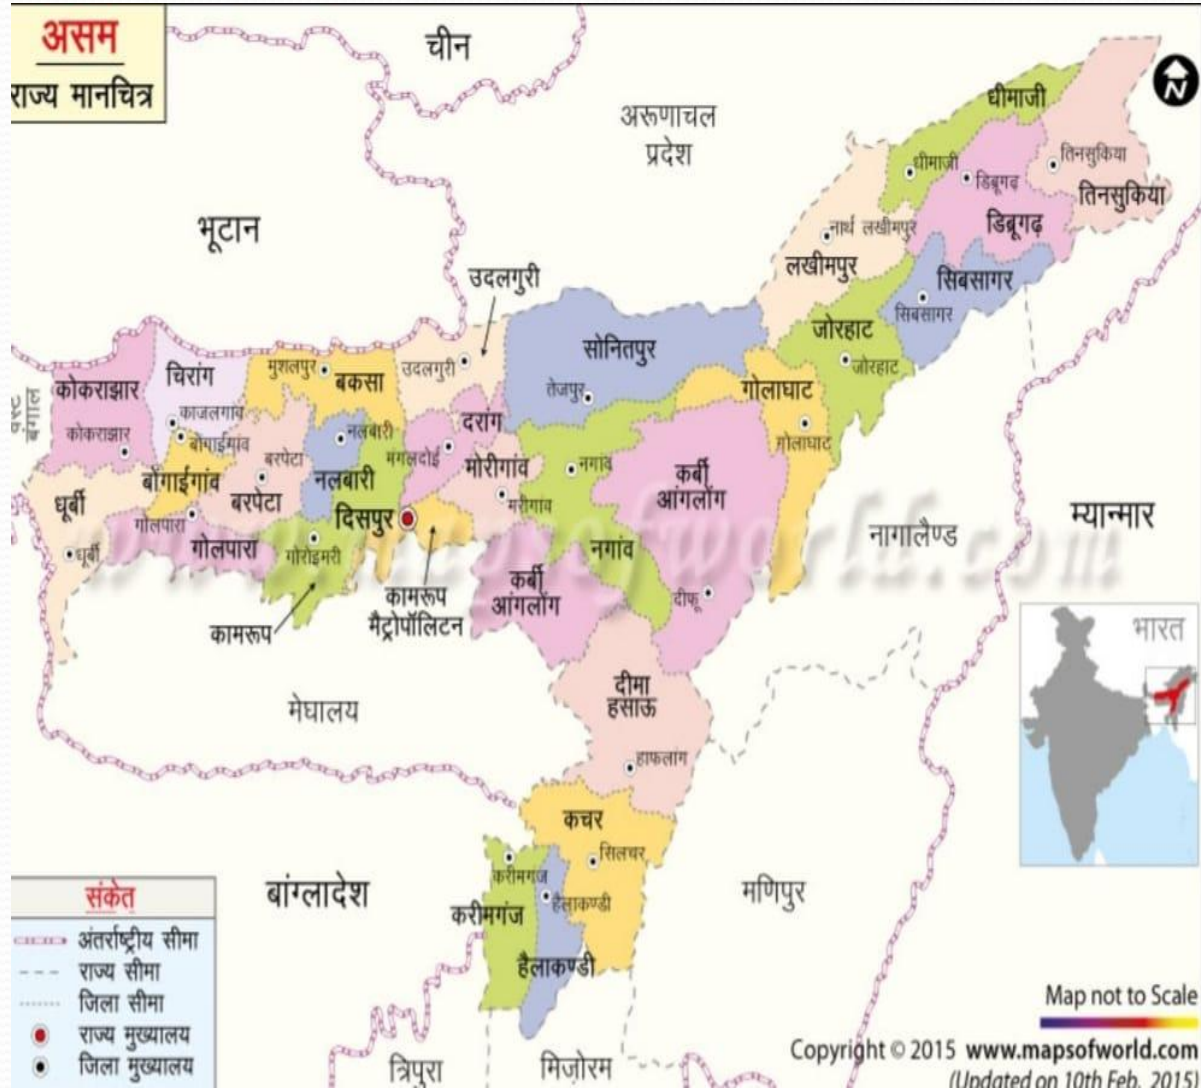 असम
राज्य मानचित्र
चीन
N
अरूणाचल
प्रदेश
भूटान
धीमाजी
धीमाजी
डिब्रूगढ़
डिब्रूगढ़
तिनसुकिया
तिनसुकिया
नार्थ लखीमपुर
लखीमपुर
सिबसागर
सिबसागर
जोरहाट
जोरहाट
उदलगुरी
उदलगुरी
सोनितपुर
तेजपुर
गोलाघाट
गोलाघाट
वेस्ट
बंगाल
कोकराझार
कोकराझार
चिरांग
काजलगांव
मुशलपुर
बकसा
बोंगाईगांव
बोंगाईगांव
बरपेटा
बरपेटा
नलबारी
नलबारी
दरांग
मंगलदोई
मोरीगांव
मरीगांव
नगांव
नगांव
कर्बी
आंगलोंग
धूर्बी
धूर्बी
गोलपारा
गोलपारा
दिसपुर
गोरोइमरी
कामरूप
कामरूप
मैट्रोपॉलिटन
कर्बी
आंगलोंग
दीफू
नागालैण्ड
म्यान्मार
www.mapsofworld.com
मेघालय
दीमा
हसाऊ
हाफलांग
भारत
कचर
सिलचर
करीमगंज
करीमगंज
हैलाकण्डी
हैलाकण्डी
मणिपुर
बांग्लादेश
त्रिपुरा
मिज़ोरम
संकेत
अंतर्राष्ट्रीय सीमा
राज्य सीमा
जिला सीमा
राज्य मुख्यालय
जिला मुख्यालय
Map not to Scale
Copyright © 2015 www.mapsofworld.com
(Updated on 10th Feb, 2015)